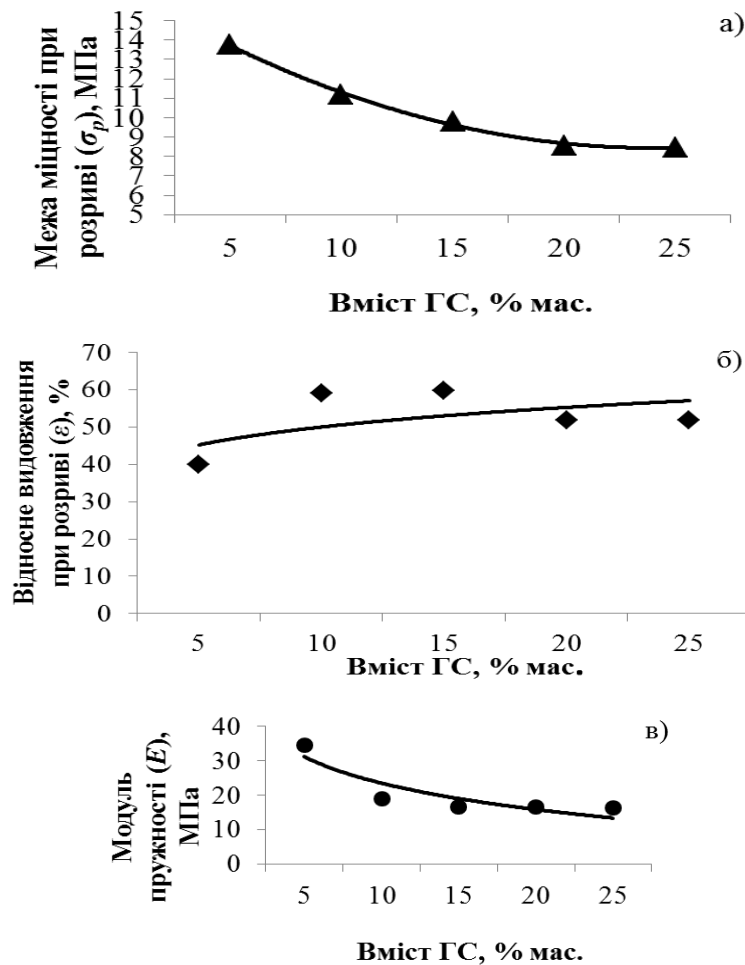 а)
Межа міцності при
розриві (σр), МПа
15
14
13
12
11
10
9
8
7
6
5
5 10 15 20 25
Вміст ГС, % мас.
б)
Відносне видовження
при розриві (ε), %
70
60
50
40
30
20
10
0
5 10 15 20 25
Вміст ГС, % мас.
в)
Модуль
пружності (E),
МПа
40
30
20
10
0
5 10 15 20 25
Вміст ГС, % мас.